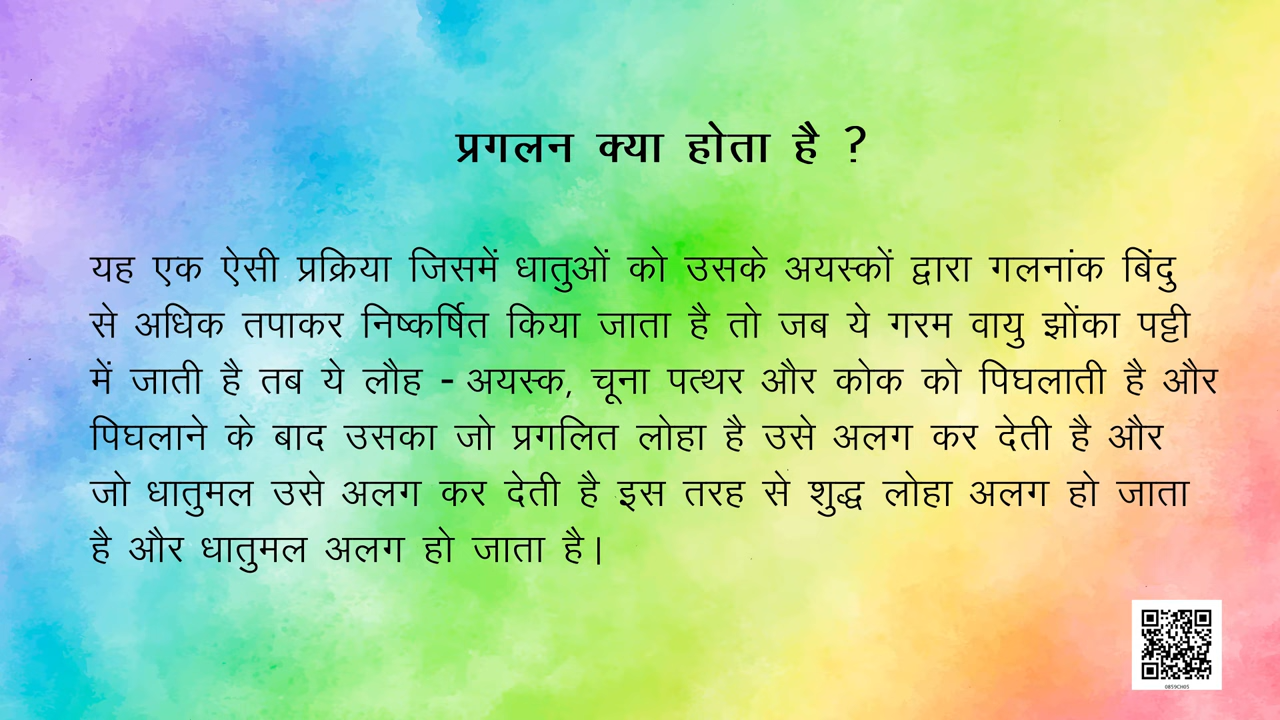 प्रगलन क्या होता है ?
यह एक ऐसी प्रक्रिया जिसमें धातुओं को उसके अयस्कों द्वारा गलनांक बिंदु
से अधिक तपाकर निष्कर्षित किया जाता है तो जब ये गरम वायु झोंका पट्टी
में जाती है तब ये लौह - अयस्क, चूना पत्थर और कोक को पिघलाती है और
पिघलाने के बाद उसका जो प्रगलित लोहा है उसे अलग कर देती है और
जो धातुमल उसे अलग कर देती है इस तरह से शुद्ध लोहा अलग हो जाता
है और धातुमल अलग हो जाता है।
0859CH05